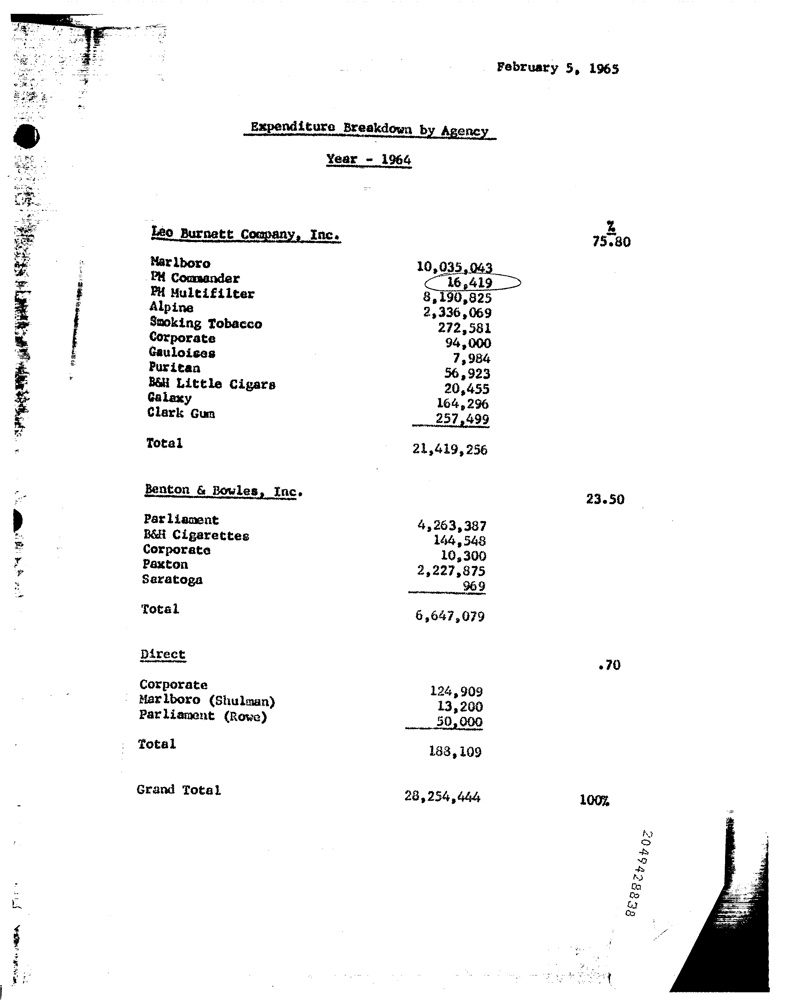 February 5, 1965
Expenditure Breakdown by Agency
Year - 1964
Leo Burnett Company, Inc. %
75.80
Marlboro 10,035,043
PM Commander 16,419
PM Multifilter 8,190,825
Alpine 2,336,069
Smoking Tobacco 272,581
Corporate 94,000
Gauloises 7,984
Puritan 56,923
B&H Little Cigars 20,455
Galaxy 164,296
Clark Gum 257,499
Total 21,419,256
Benton & Bowles, Inc. 23.50
Parliament 4,263,387
B&H Cigarettes 144,548
Corporate 10,300
Paxton 2,227,875
Saratoga 969
Total 6,647,079
Direct .70
Corporate 124,909
Marlboro (Shulman) 13,200
Parliament (Rowe) 50,000
Total 188,109
Grand Total 28,254,444 100%
2049428838